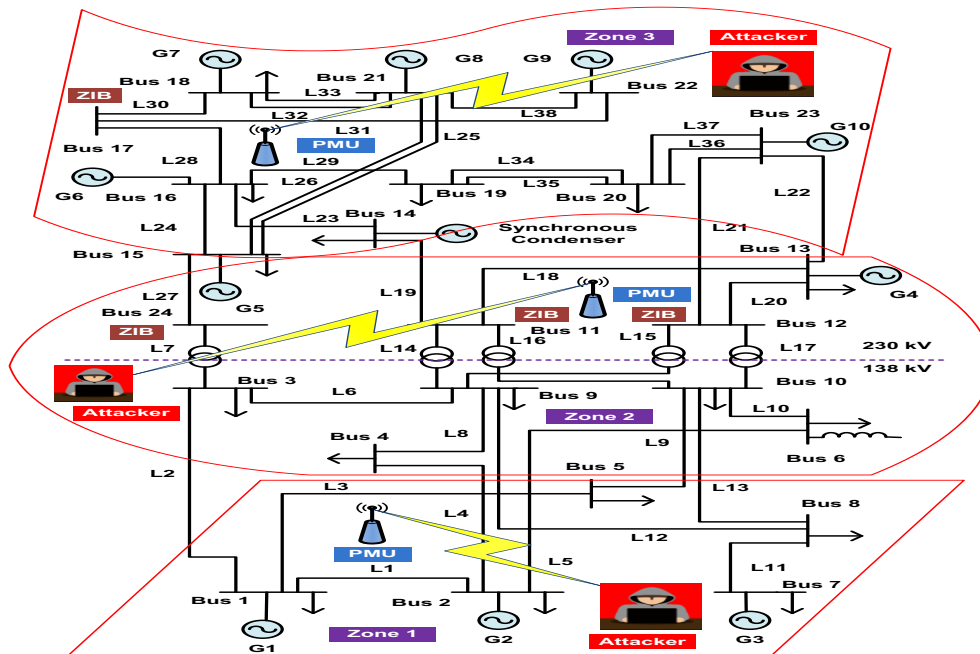 G7
Bus 21
G8
G9
Zone 3
Attacker
Bus 18
ZIB
L30
L33
L32
L38
Bus 22
Bus 23
Bus 17
L31
PMU
L25
L37
L36
G10
L28
L29
L34
L26
L35
L22
G6
Bus 16
Bus 19
Bus 20
L24
L23
Bus 14
Synchronous
Condenser
L21
Bus 15
Bus 13
L18
L27
G5
L19
PMU
L20
G4
Bus 24
ZIB
ZIB
Bus 11
ZIB
Bus 12
L7
L14
L16
L15
L17
230 kV
138 kV
Bus 3
L6
Bus 9
Bus 10
Attacker
Zone 2
L10
Bus 4
L8
L9
Bus 6
L2
Bus 5
L3
L4
L13
Bus 8
PMU
L12
L1
L5
L11
Bus 1
Bus 2
Bus 7
G1
Zone 1
G2
Attacker
G3